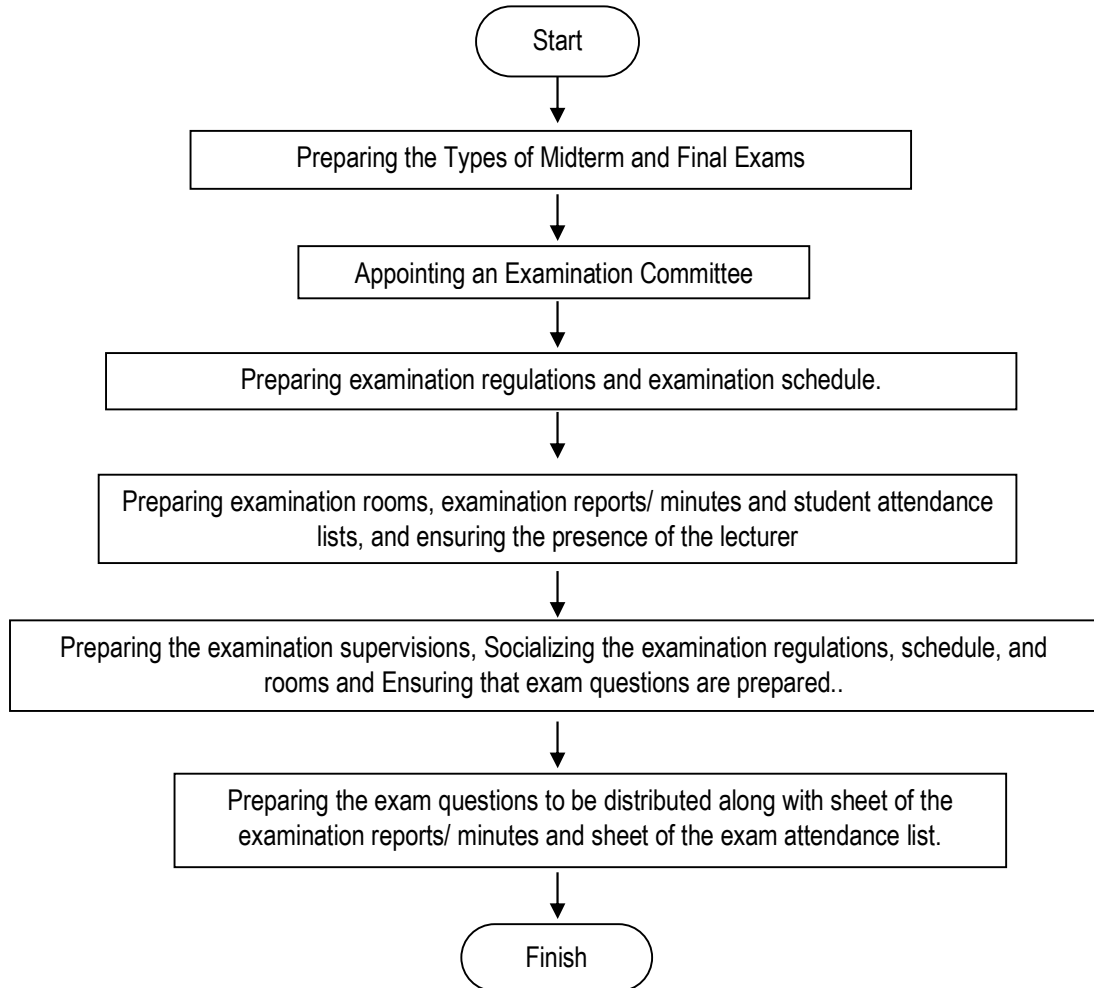 Start
Preparing the Types of Midterm and Final Exams
Appointing an Examination Committee
Preparing examination regulations and examination schedule.
Preparing examination rooms, examination reports/ minutes and student attendance
lists, and ensuring the presence of the lecturer
Preparing the examination supervisions, Socializing the examination regulations, schedule, and
rooms and Ensuring that exam questions are prepared..
Preparing the exam questions to be distributed along with sheet of the
examination reports/ minutes and sheet of the exam attendance list.
Finish